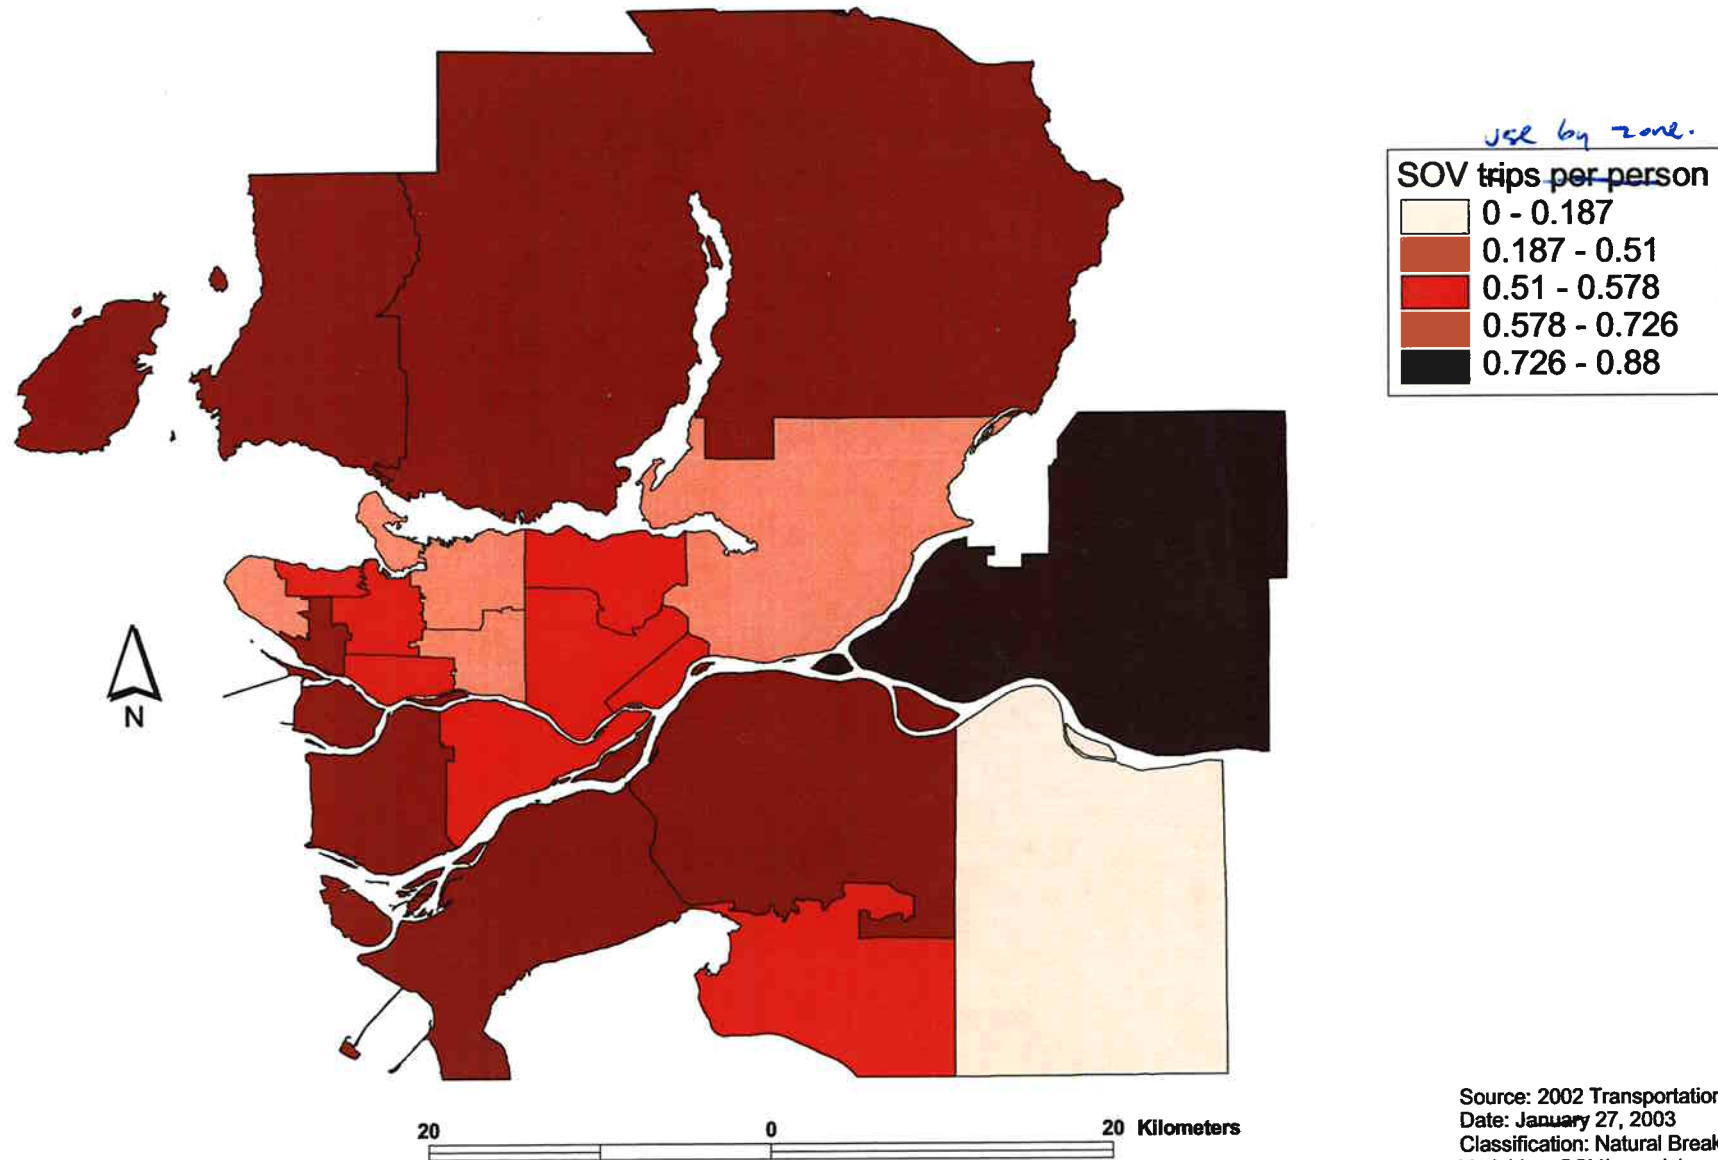 use by zone.
SOV trips per person
0 - 0.187
0.187 - 0.51
0.51 - 0.578
0.578 - 0.726
0.726 - 0.88
N
20 0 20 Kilometers
Source: 2002 Transportation
Date: January 27, 2003
Classification: Natural Break